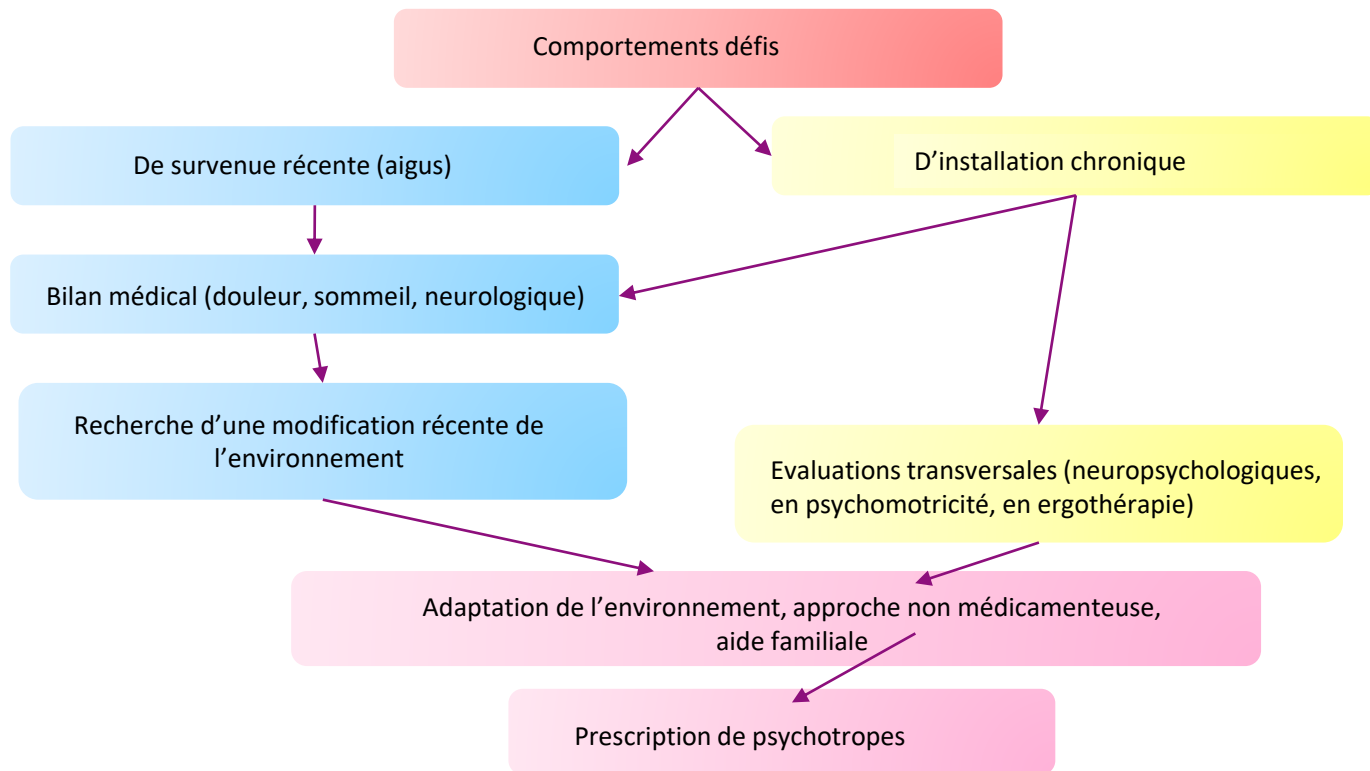 Comportements défis
De survenue récente (aigus)
D’installation chronique
Bilan médical (douleur, sommeil, neurologique)
Recherche d’une modification récente de
l’environnement
Evaluations transversales (neuropsychologiques,
en psychomotricité, en ergothérapie)
Adaptation de l’environnement, approche non médicamenteuse,
aide familiale
Prescription de psychotropes